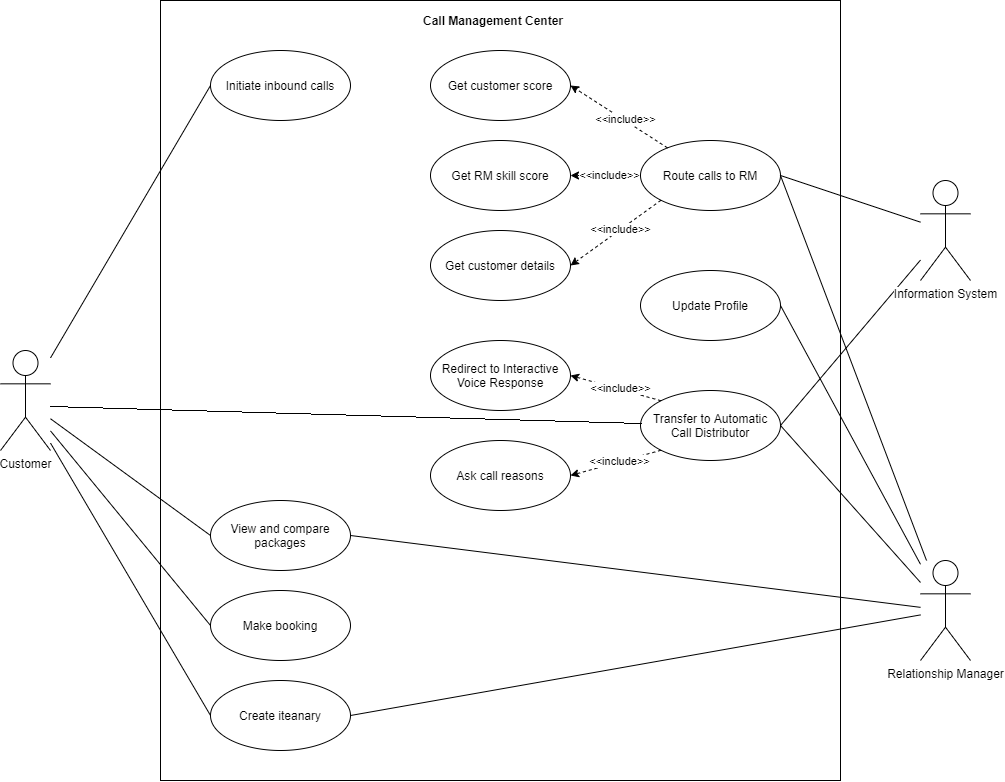 Call Management Center
Initiate inbound calls
Get customer score
<<include>>
Get RM skill score
<<include>>
Route calls to RM
<<include>>
Get customer details
Information System
Update Profile
Redirect to Interactive
Voice Response
<<include>>
Transfer to Automatic
Call Distributor
<<include>>
Ask call reasons
Customer
View and compare
packages
Make booking
Relationship Manager
Create iteanary